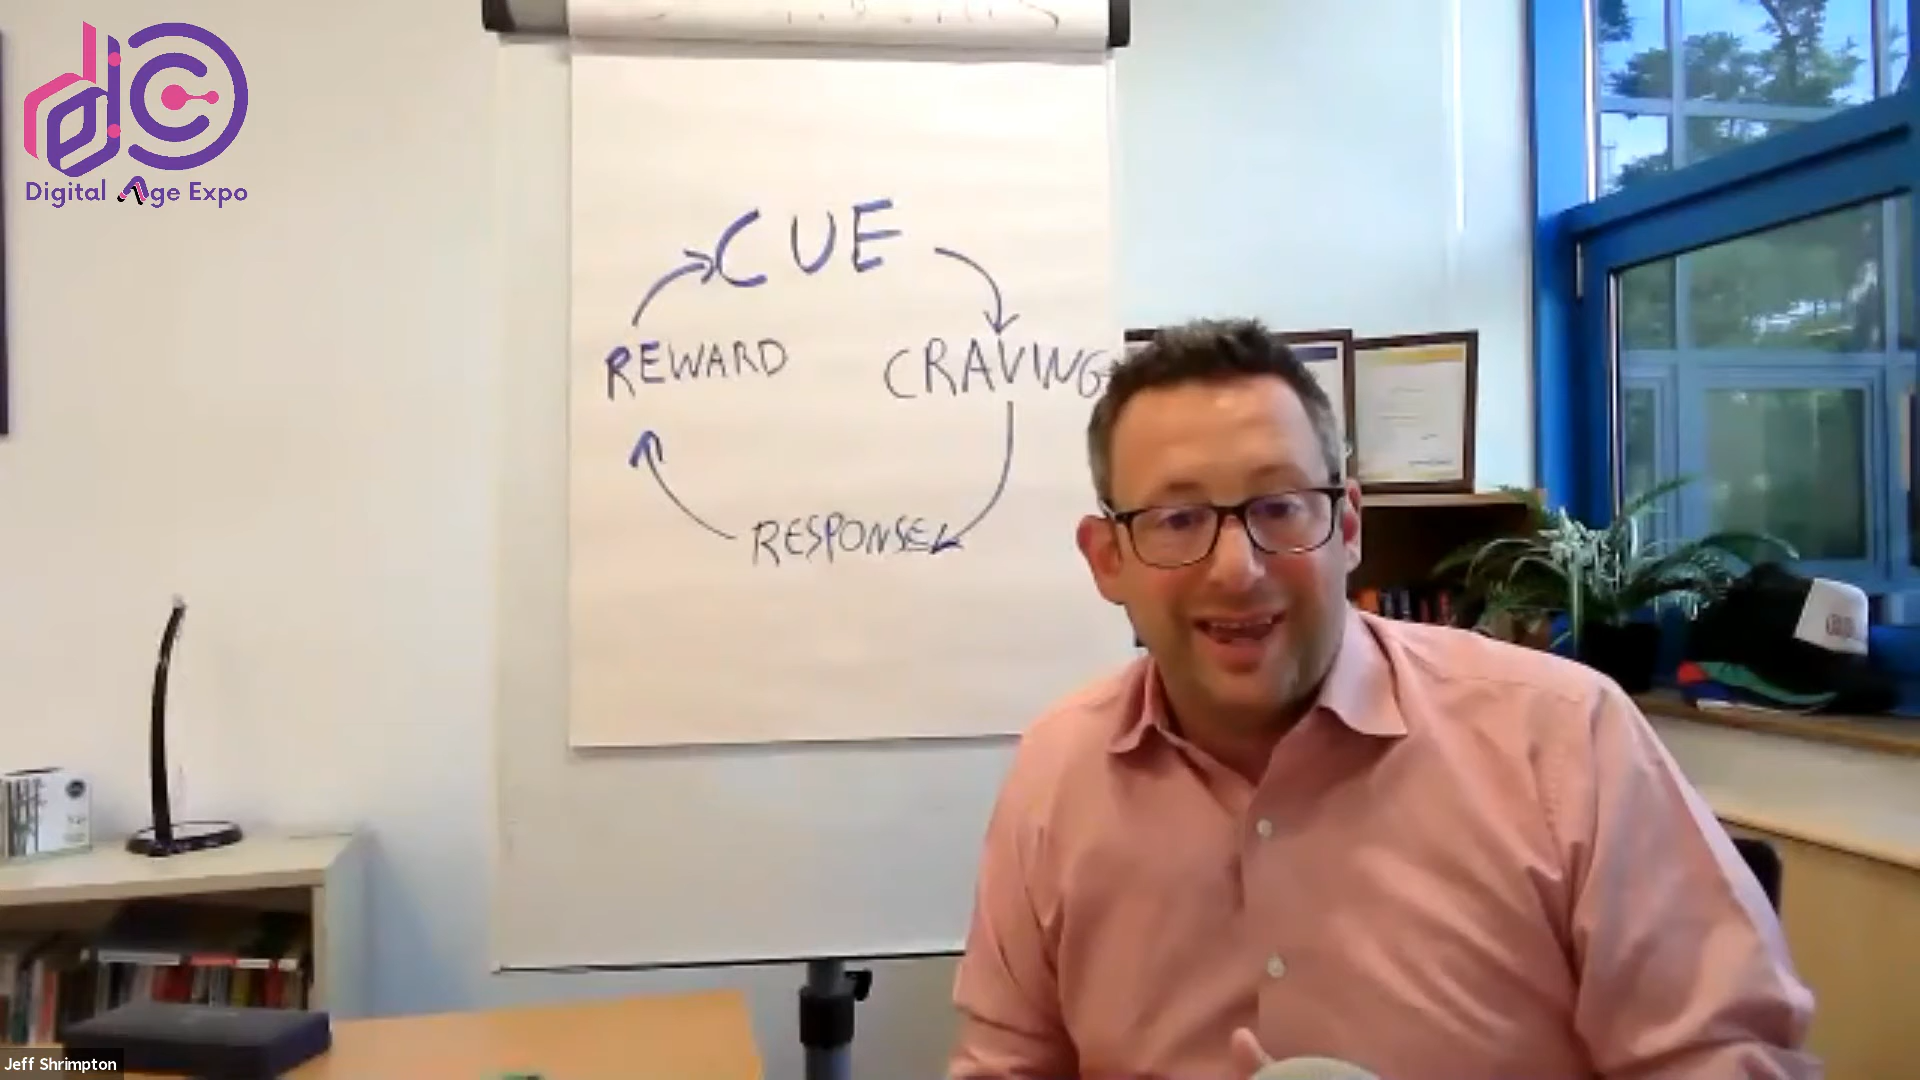 Digital Age Expo
CUE
REWARD
CRAVING
RESPONSE
Jeff Shrimpton